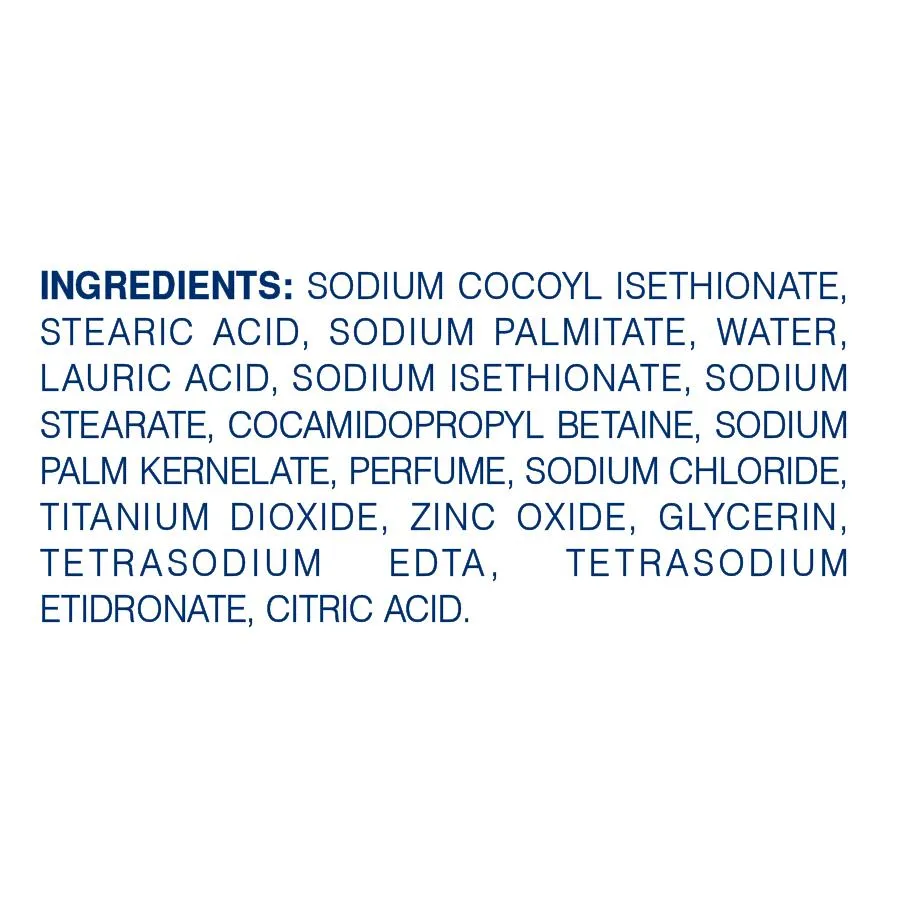 INGREDIENTS: SODIUM COCOYL ISETHIONATE,
STEARIC ACID, SODIUM PALMITATE, WATER,
LAURIC ACID, SODIUM ISETHIONATE, SODIUM
STEARATE, COCAMIDOPROPYL BETAINE, SODIUM
PALM KERNELATE, PERFUME, SODIUM CHLORIDE,
TITANIUM DIOXIDE, ZINC OXIDE, GLYCERIN,
TETRASODIUM EDTA, TETRASODIUM
ETIDRONATE, CITRIC ACID.